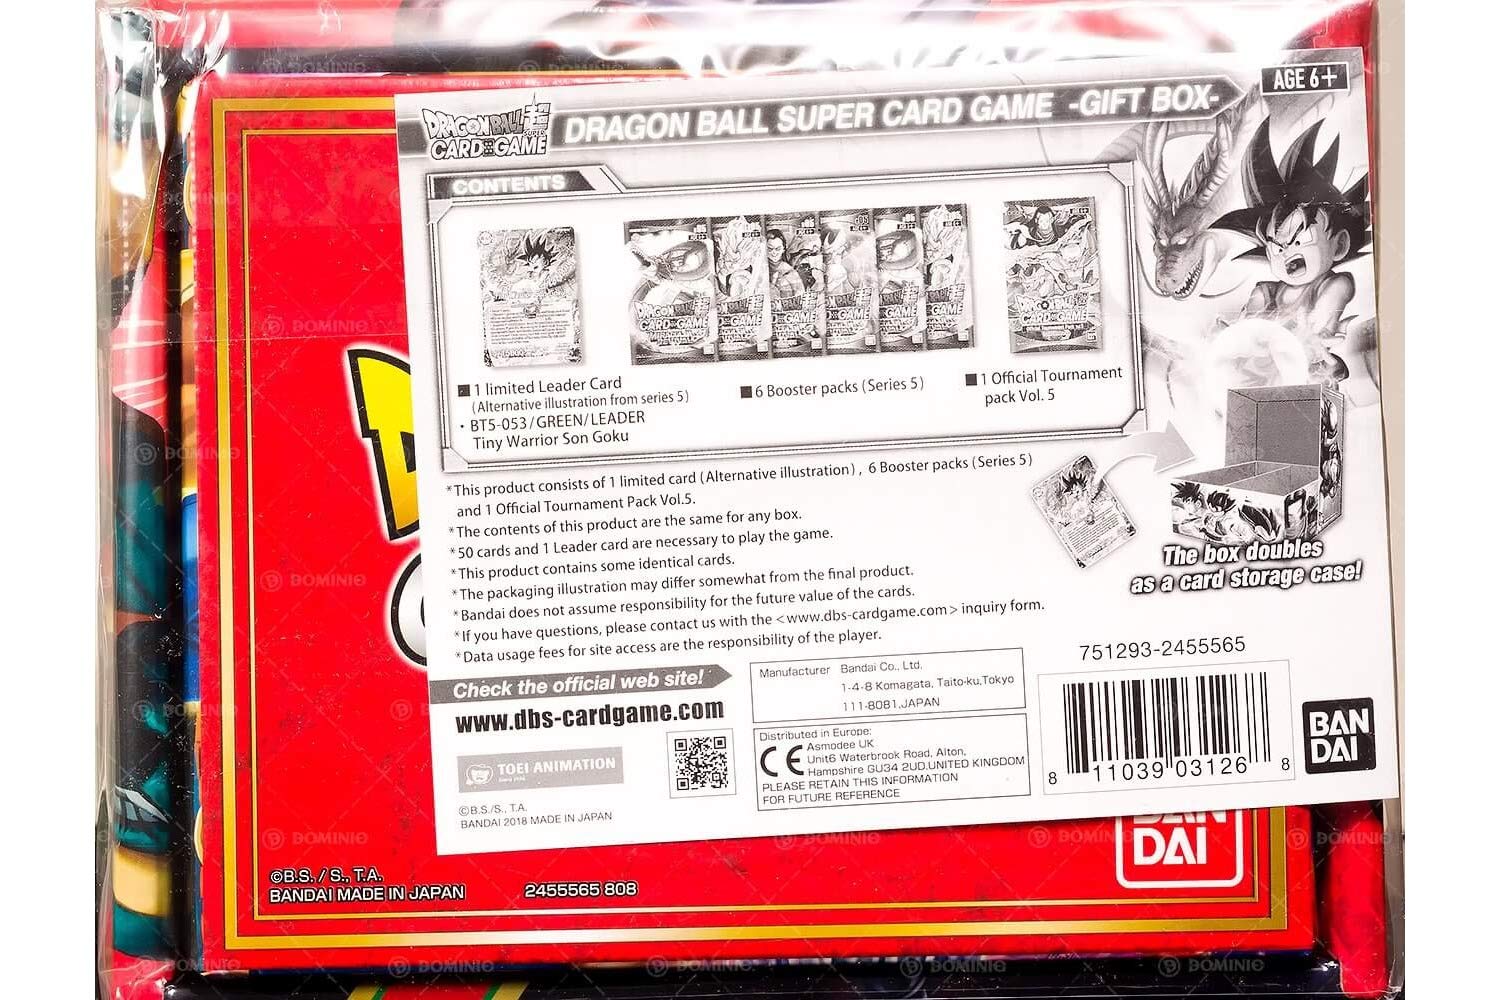 AGE 6+
DRAGON BALL SUPER CARD GAME
DRAGON BALL SUPER CARD GAME -GIFT BOX-
CONTENTS
■ 1 limited Leader Card
(Alternative illustration from series 5)
・BT5-053/GREEN/LEADER
Tiny Warrior Son Goku
■ 6 Booster packs (Series 5)
■ 1 Official Tournament
pack Vol. 5
*This product consists of 1 limited card (Alternative illustration), 6 Booster packs (Series 5)
and 1 Official Tournament Pack Vol.5.
*The contents of this product are the same for any box.
*50 cards and 1 Leader card are necessary to play the game.
*This product contains some identical cards.
*The packaging illustration may differ somewhat from the final product.
*Bandai does not assume responsibility for the future value of the cards.
*If you have questions, please contact us with the <www.dbs-cardgame.com> inquiry form.
*Data usage fees for site access are the responsibility of the player.
The box doubles
as a card storage case!
Check the official web site!
www.dbs-cardgame.com
TOEI ANIMATION
©B.S./S., T.A.
BANDAI 2018 MADE IN JAPAN
Manufacturer Bandai Co., Ltd.
1-4-8 Komagata, Taito-ku,Tokyo
111-8081,JAPAN
Distributed in Europe:
CE Asmodee UK
Unit6 Waterbrook Road, Alton,
Hampshire GU34 2UD.UNITED KINGDOM
PLEASE RETAIN THIS INFORMATION
FOR FUTURE REFERENCE
751293-2455565
8 11039 03126 8
BAN
DAI
BAN
DAI
©B.S. / S., T.A.
BANDAI MADE IN JAPAN
2455565 808
DOMINIO